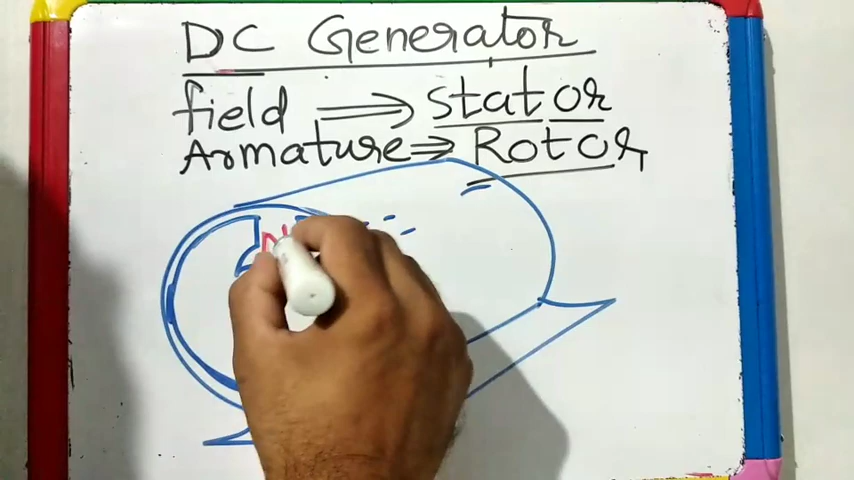 DC Generator
field ⇒ Stator
Armature ⇒ Rotor
N